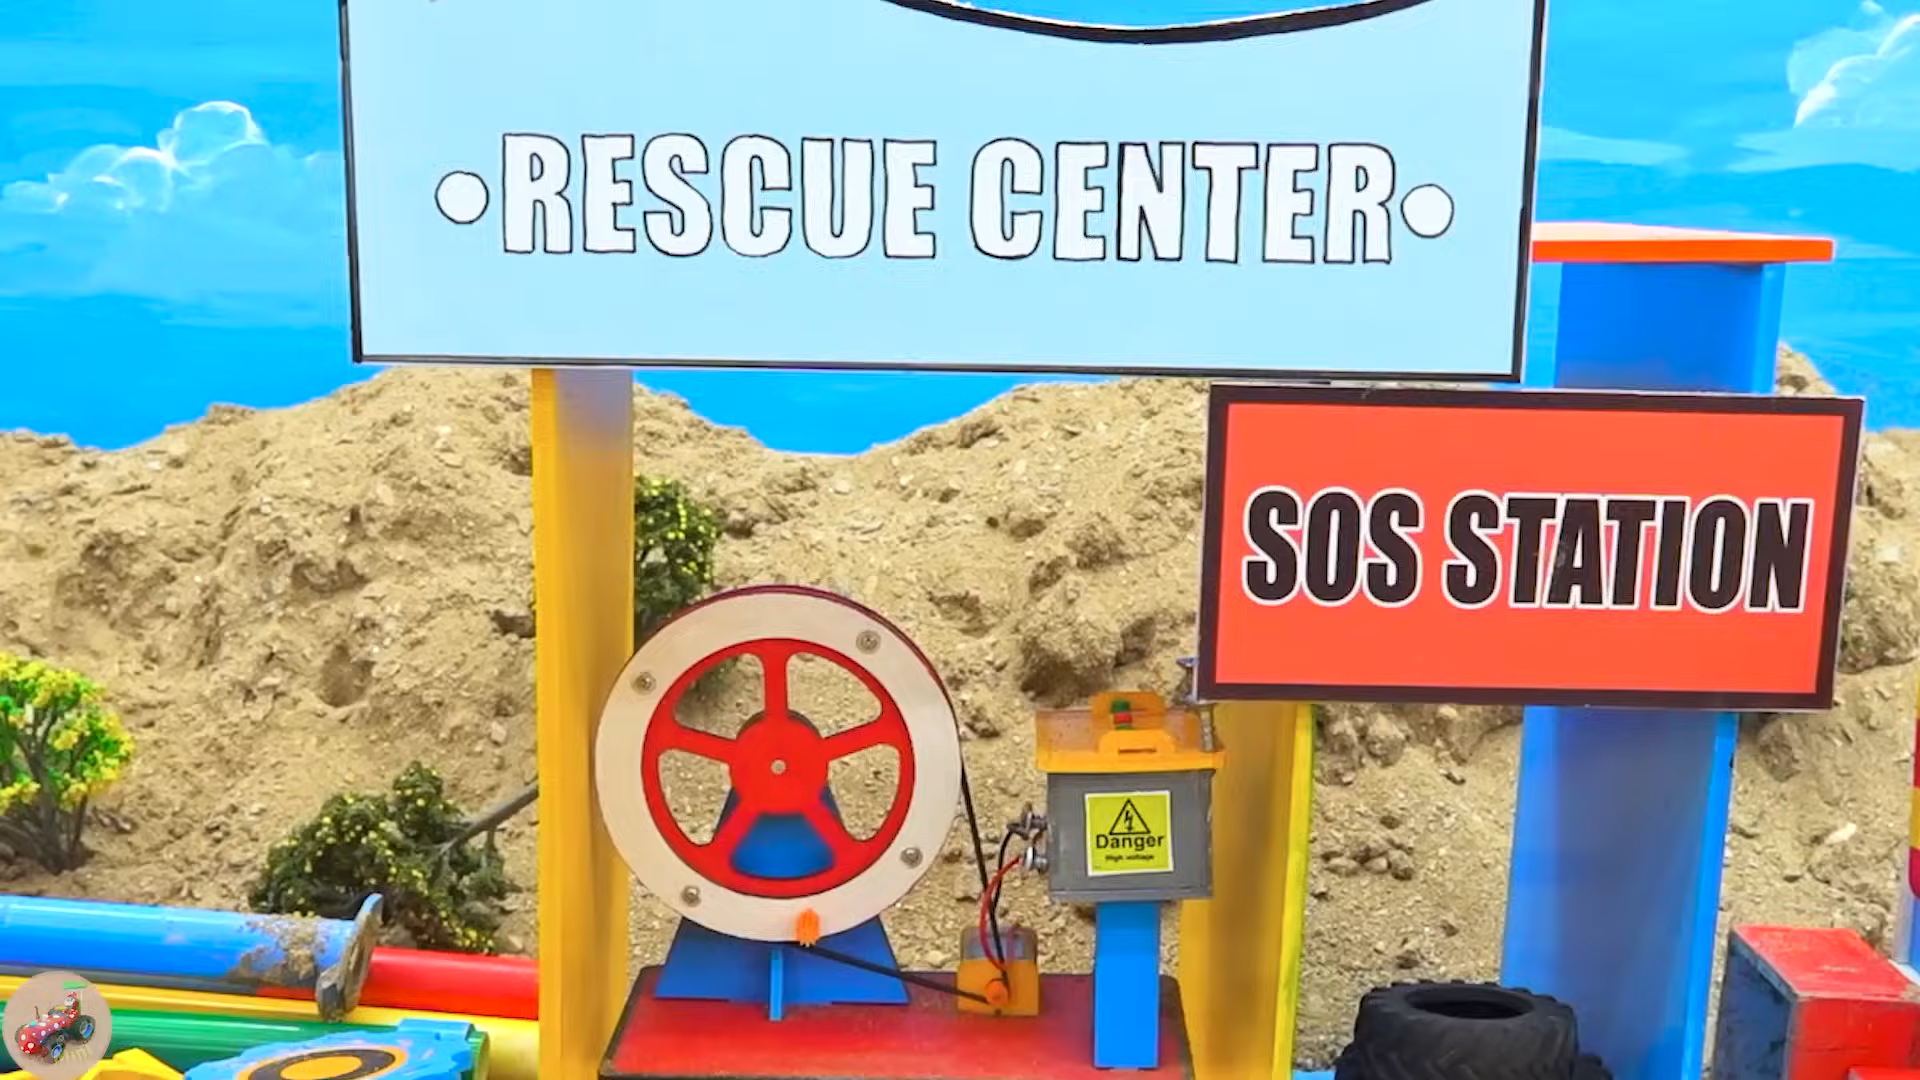 •RESCUE CENTER•
SOS STATION
Danger
High voltage